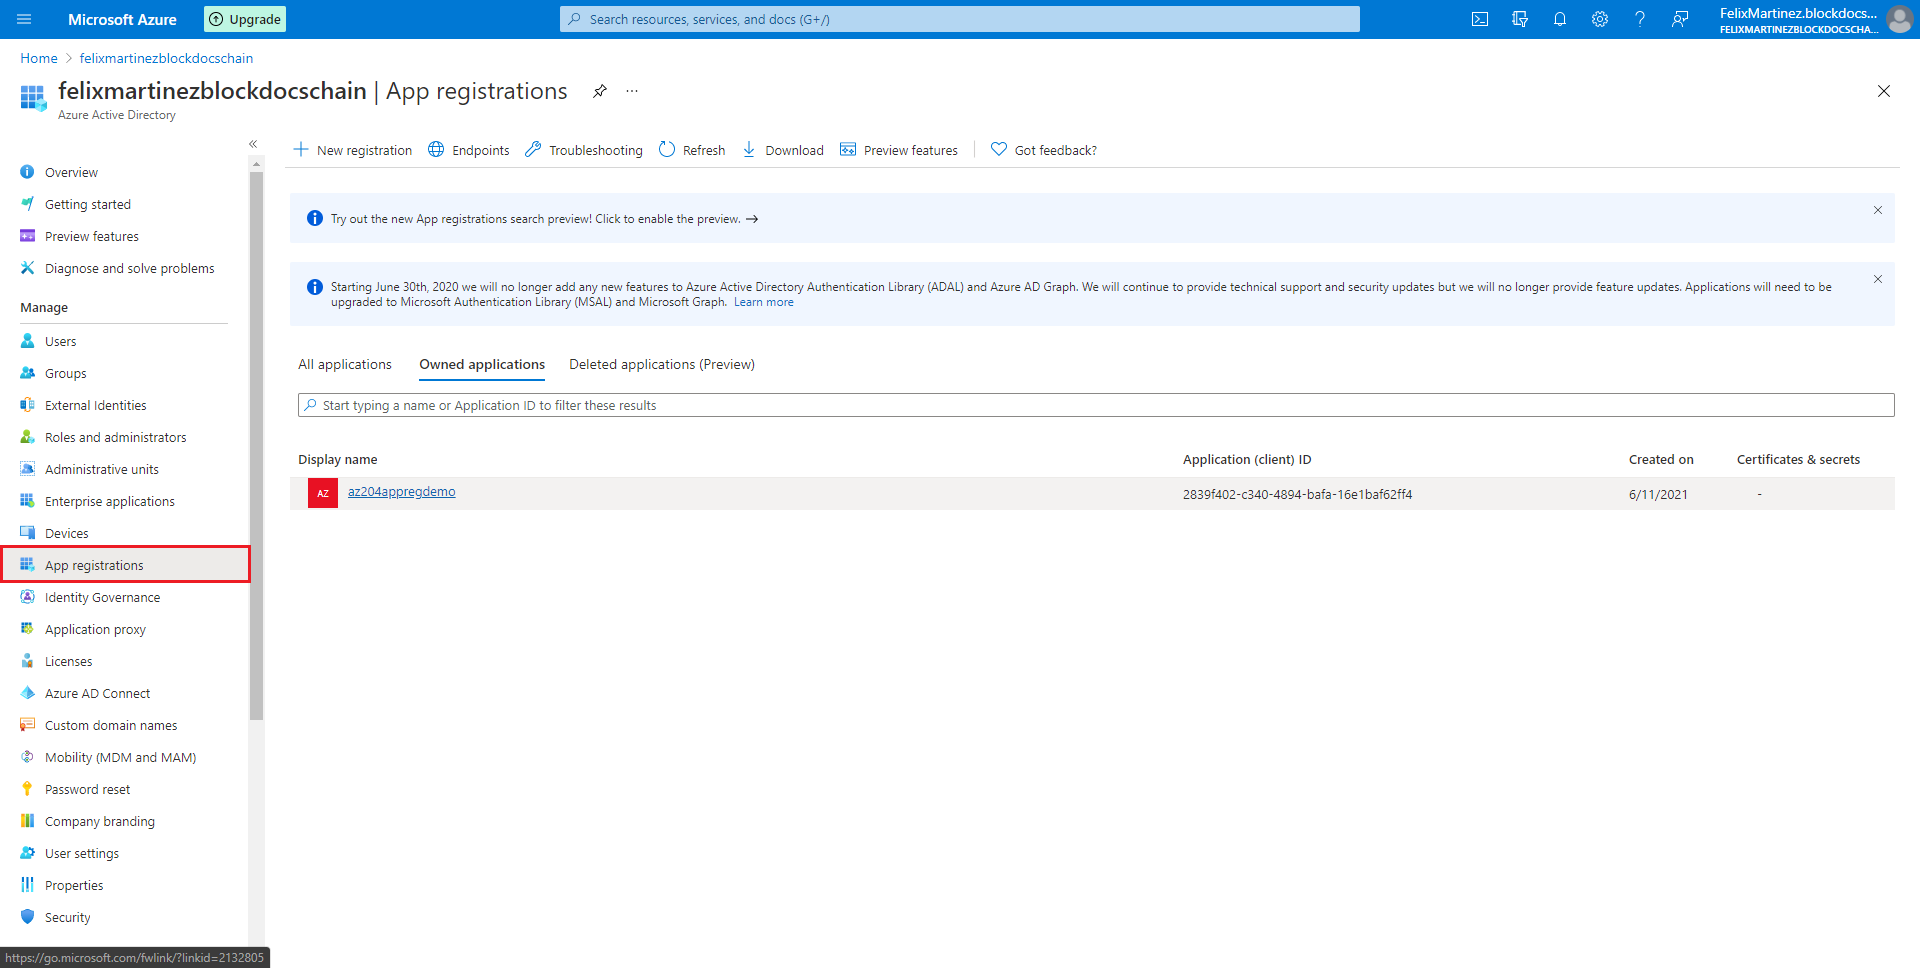 Microsoft Azure
Upgrade
Search resources, services, and docs (G+/)
FelixMartinez.blockdocs...
FELIXMARTINEZBLOCKDOCSCHA...
Home > felixmartinezblockdocschain
felixmartinezblockdocschain | App registrations
Azure Active Directory
New registration Endpoints Troubleshooting Refresh Download Preview features Got feedback?
Overview
Getting started
Preview features
Diagnose and solve problems
Manage
Users
Groups
External Identities
Roles and administrators
Administrative units
Enterprise applications
Devices
App registrations
Identity Governance
Application proxy
Licenses
Azure AD Connect
Custom domain names
Mobility (MDM and MAM)
Password reset
Company branding
User settings
Properties
Security
Try out the new App registrations search preview! Click to enable the preview. →
Starting June 30th, 2020 we will no longer add any new features to Azure Active Directory Authentication Library (ADAL) and Azure AD Graph. We will continue to provide technical support and security updates but we will no longer provide feature updates. Applications will need to be
upgraded to Microsoft Authentication Library (MSAL) and Microsoft Graph. Learn more
All applications Owned applications Deleted applications (Preview)
Start typing a name or Application ID to filter these results
Display name Application (client) ID Created on Certificates & secrets
AZ az204appregdemo 2839f402-c340-4894-bafa-16e1baf62ff4 6/11/2021 -
https://go.microsoft.com/fwlink/?linkid=2132805